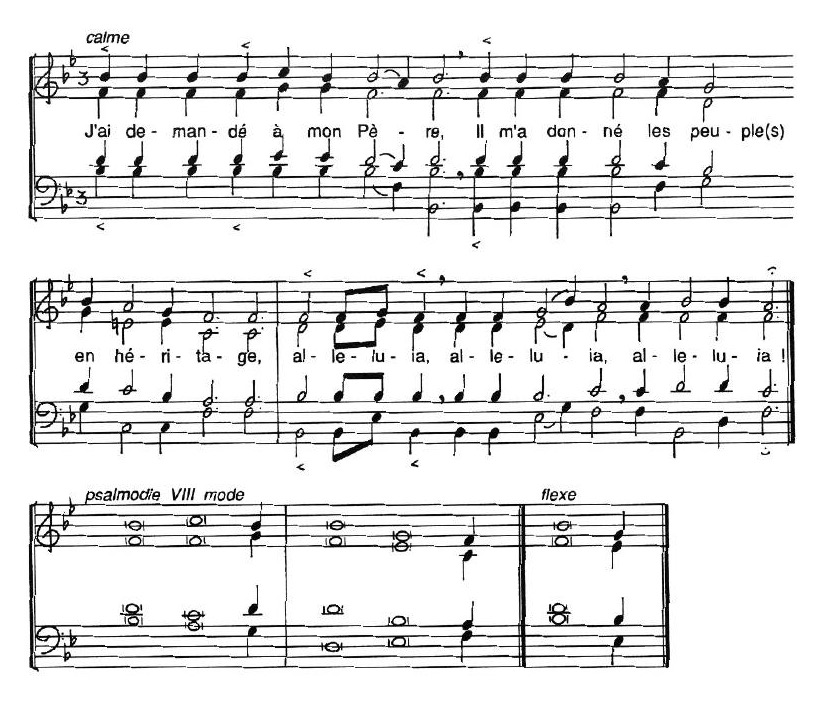 calme
J'ai de-man-dé à mon Pè-re, Il m'a don-né les peu-ple(s)
en hé-ri-ta-ge, al-le-lu-ia, al-le-lu-ia, al-le-lu-ia !
psalmodie VIII mode flexe